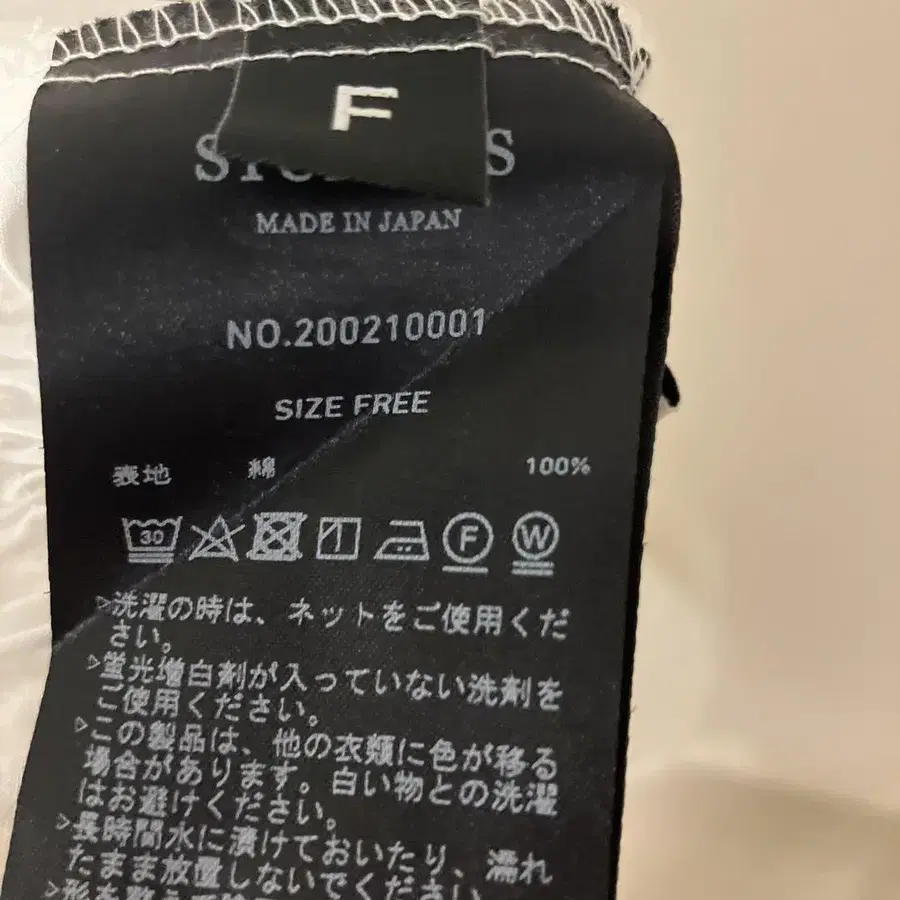 F
MADE IN JAPAN
NO.200210001
SIZE FREE
表地 綿 100%
30 F W
▷洗濯の時は、ネットをご使用くだ
さい。
▷蛍光増白剤が入っていない洗剤を
ご使用ください。
▷この製品は、他の衣類に色が移る
場合があります。白い物との洗濯
はお避けください。
▷長時間水に漬けておいたり、濡れ
たまま放置しないでください。